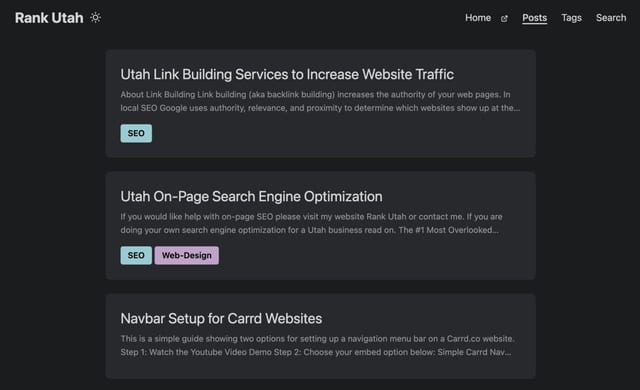 Rank Utah
Home Posts Tags Search
Utah Link Building Services to Increase Website Traffic
About Link Building Link building (aka backlink building) increases the authority of your web pages. In
local SEO Google uses authority, relevance, and proximity to determine which websites show up at the...
SEO
Utah On-Page Search Engine Optimization
If you would like help with on-page SEO please visit my website Rank Utah or contact me. If you are
doing your own search engine optimization for a Utah business read on. The #1 Most Overlooked...
SEO Web-Design
Navbar Setup for Carrd Websites
This is a simple guide showing two options for setting up a navigation menu bar on a Carrd.co website.
Step 1: Watch the Youtube Video Demo Step 2: Choose your embed option below: Simple Carrd Nav...